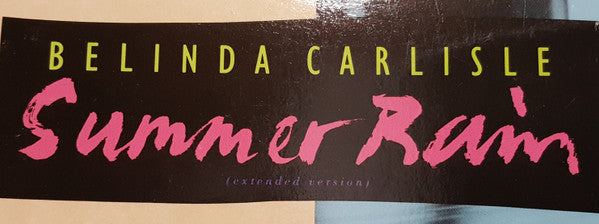 BELINDA CARLISLE
Summer Rain
(extended version)